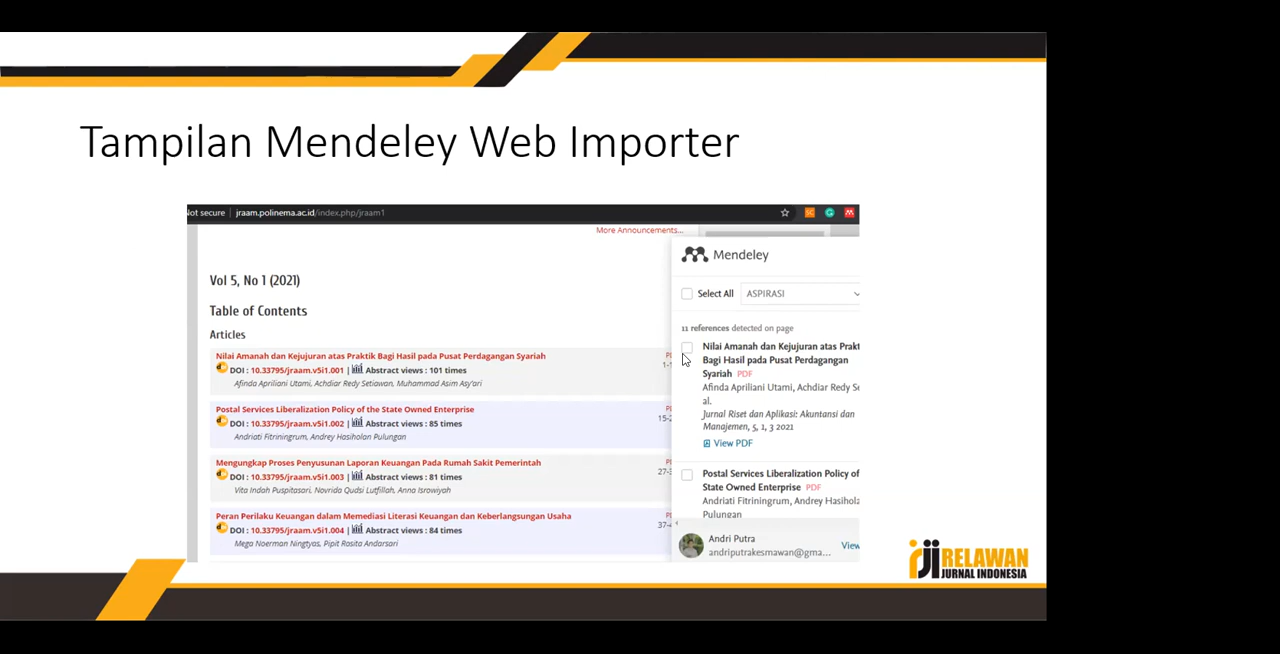 Tampilan Mendeley Web Importer
Not secure | jraam.polinema.ac.id/index.php/jraam1
More Announcements...
Vol 5, No 1 (2021)
Table of Contents
Articles
Nilai Amanah dan Kejujuran atas Praktik Bagi Hasil pada Pusat Perdagangan Syariah
DOI : 10.33795/jraam.v5i1.001 | Abstract views : 101 times
Afinda Apriliani Utami, Achdiar Redy Setiawan, Muhammad Asim Asy'ari
Postal Services Liberalization Policy of the State Owned Enterprise
DOI : 10.33795/jraam.v5i1.002 | Abstract views : 85 times
15-2
Andriati Fitriningrum, Andrey Hasiholan Pulungan
Mengungkap Proses Penyusunan Laporan Keuangan Pada Rumah Sakit Pemerintah
DOI : 10.33795/jraam.v5i1.003 | Abstract views : 81 times
27-3
Vita Indah Puspitasari, Novrida Qudsi Lutfillah, Anna Isrowiyah
Peran Perilaku Keuangan dalam Memediasi Literasi Keuangan dan Keberlangsungan Usaha
DOI : 10.33795/jraam.v5i1.004 | Abstract views : 84 times
Mega Noerman Ningtyas, Pipit Rosita Andarsari
Mendeley
Select All
ASPIRASI
11 references detected on page
Nilai Amanah dan Kejujuran atas Prakt
Bagi Hasil pada Pusat Perdagangan
Syariah PDF
Afinda Apriliani Utami, Achdiar Redy Se
al.
Jurnal Riset dan Aplikasi: Akuntansi dan
Manajemen, 5, 1, 3 2021
View PDF
Postal Services Liberalization Policy of
State Owned Enterprise PDF
Andriati Fitriningrum, Andrey Hasihola
Pulungan
Andri Putra
andriputrakesmawan@gma...
View
rji RELAWAN
JURNAL INDONESIA